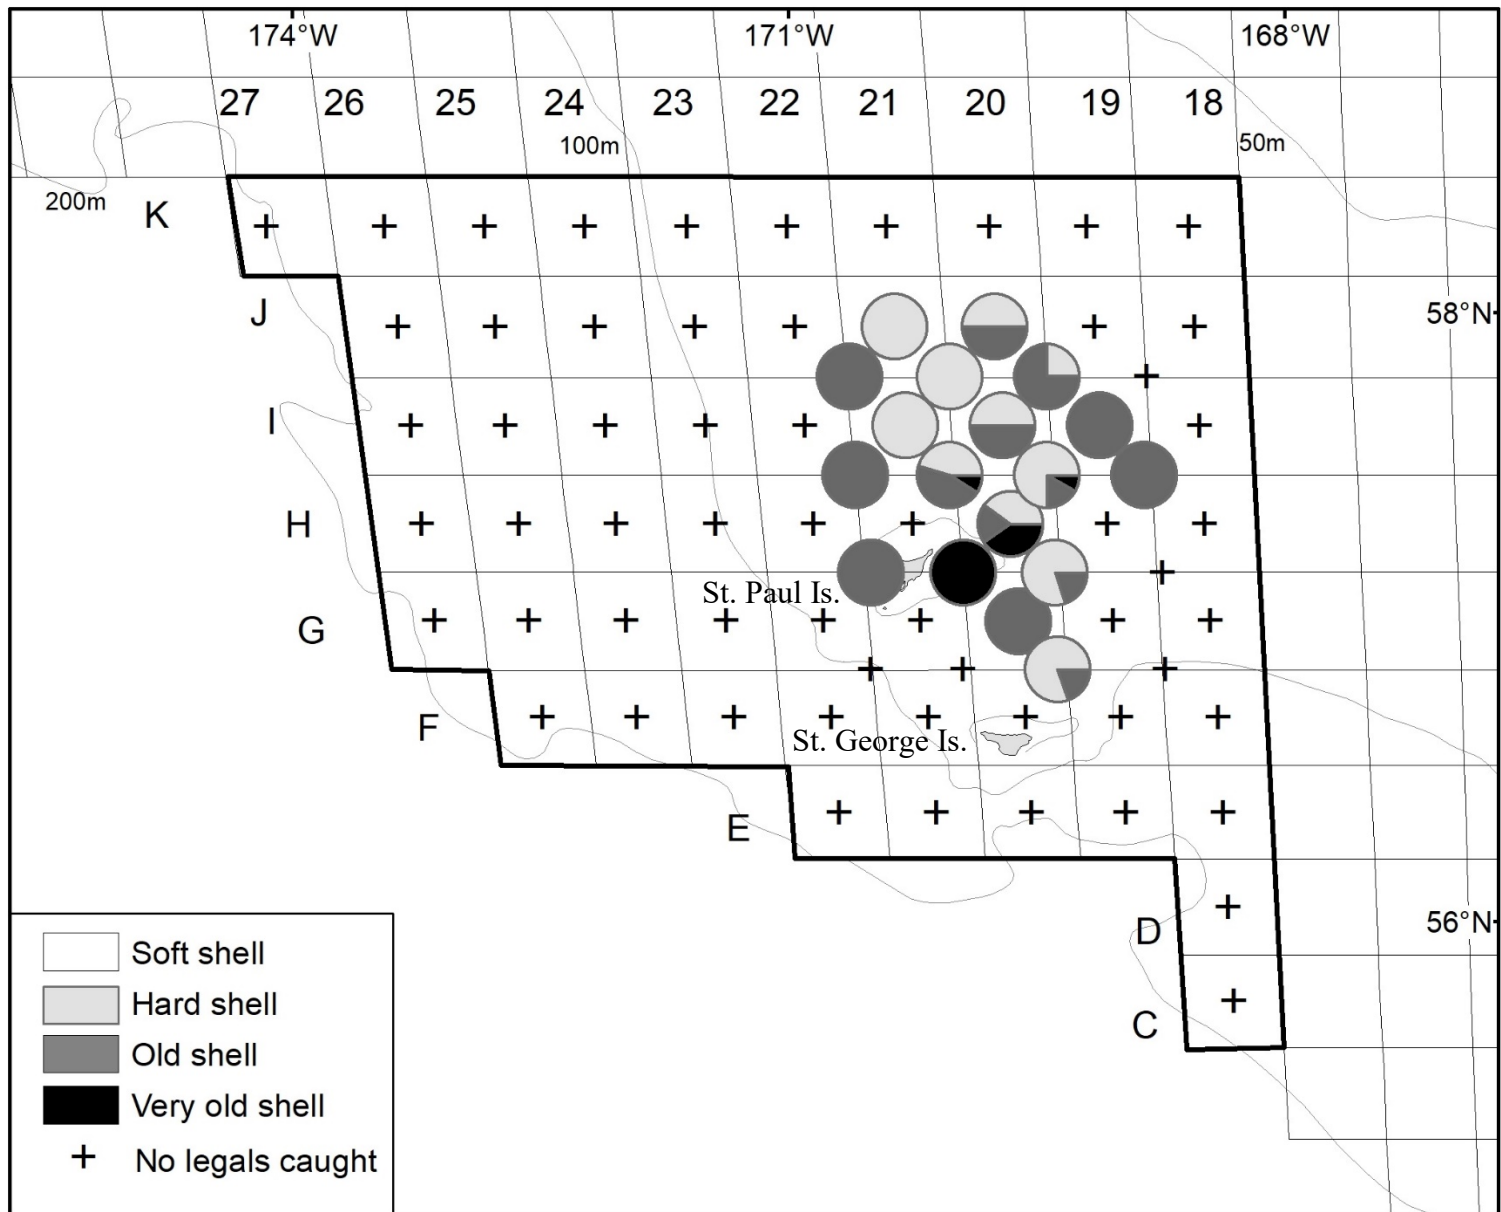 174°W 171°W 168°W
27 26 25 24 23 22 21 20 19 18
100m 50m
200m
K
J
58°N
I
H
St. Paul Is.
G
F
St. George Is.
E
D
56°N
C
Soft shell
Hard shell
Old shell
Very old shell
+ No legals caught